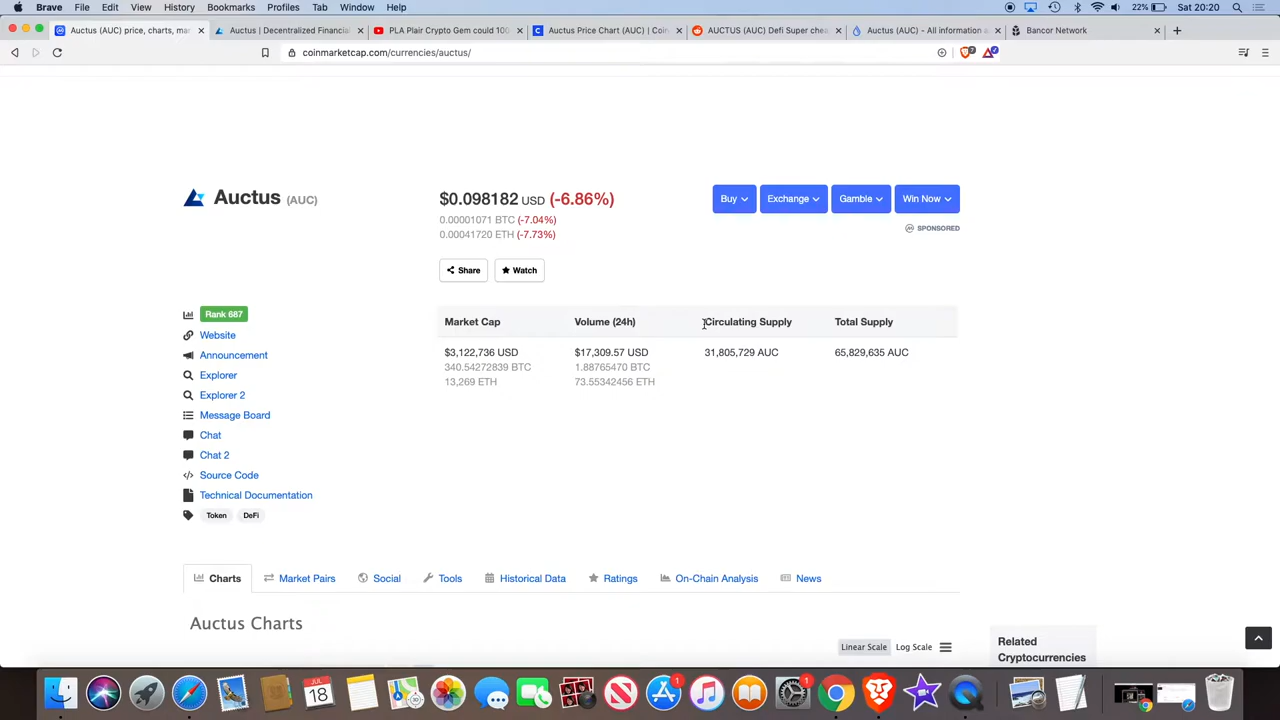 Brave File Edit View History Bookmarks Profiles Tab Window Help 22% Sat 20:20
Auctus (AUC) price, charts, mar × Auctus | Decentralized Financial × PLA Plair Crypto Gem could 100 × Auctus Price Chart (AUC) | Coin × AUCTUS (AUC) Defi Super chea × Auctus (AUC) - All information a × Bancor Network × +
coinmarketcap.com/currencies/auctus/
Auctus (AUC)
$0.098182 USD (-6.86%)
0.00001071 BTC (-7.04%)
0.00041720 ETH (-7.73%)
Buy Exchange Gamble Win Now
SPONSORED
Share Watch
Rank 687
Website
Announcement
Explorer
Explorer 2
Message Board
Chat
Chat 2
Source Code
Technical Documentation
Token DeFi
Market Cap Volume (24h) Circulating Supply Total Supply
$3,122,736 USD $17,309.57 USD 31,805,729 AUC 65,829,635 AUC
340.54272839 BTC 1.88765470 BTC
13,269 ETH 73.55342456 ETH
Charts Market Pairs Social Tools Historical Data Ratings On-Chain Analysis News
Auctus Charts
Linear Scale Log Scale
Related
Cryptocurrencies
JUL
18
1
1